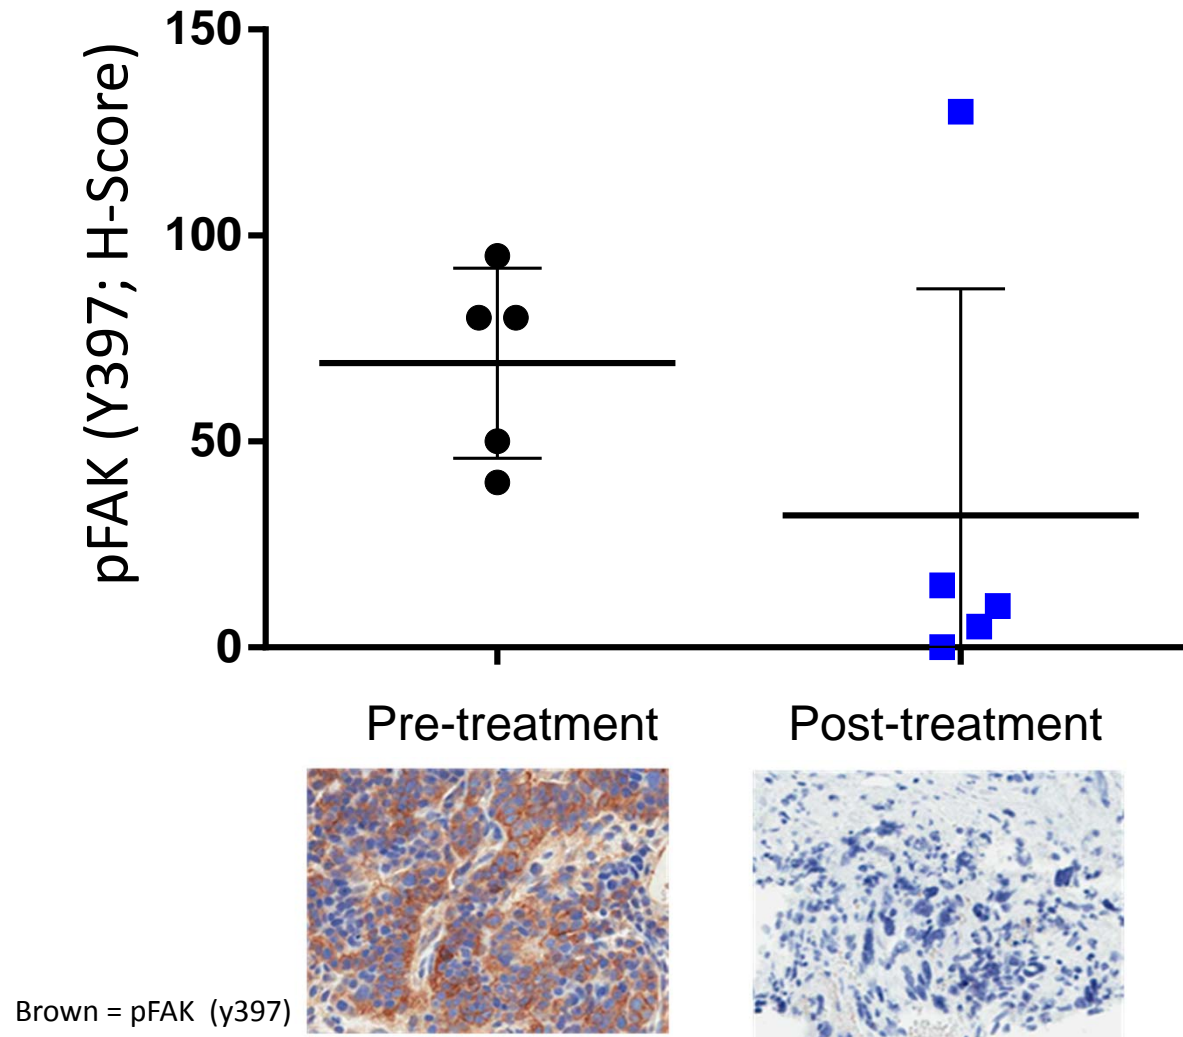 150
100
50
0
pFAK (Y397; H-Score)
Pre-treatment
Post-treatment
Brown = pFAK (y397)